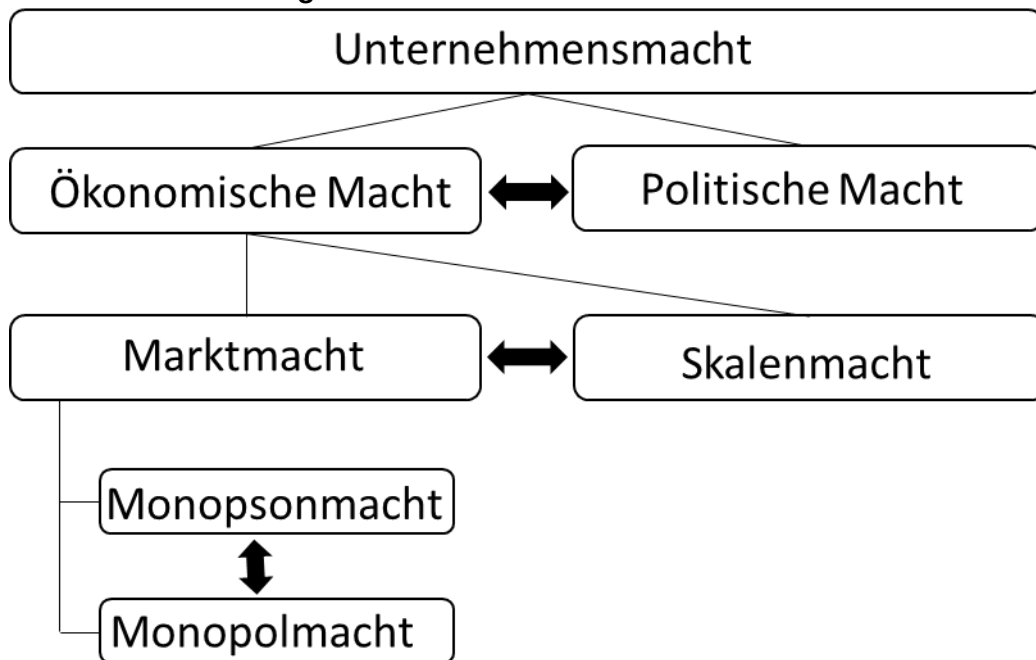 Unternehmensmacht
Ökonomische Macht
Politische Macht
Marktmacht
Skalenmacht
Monopsonmacht
Monopolmacht